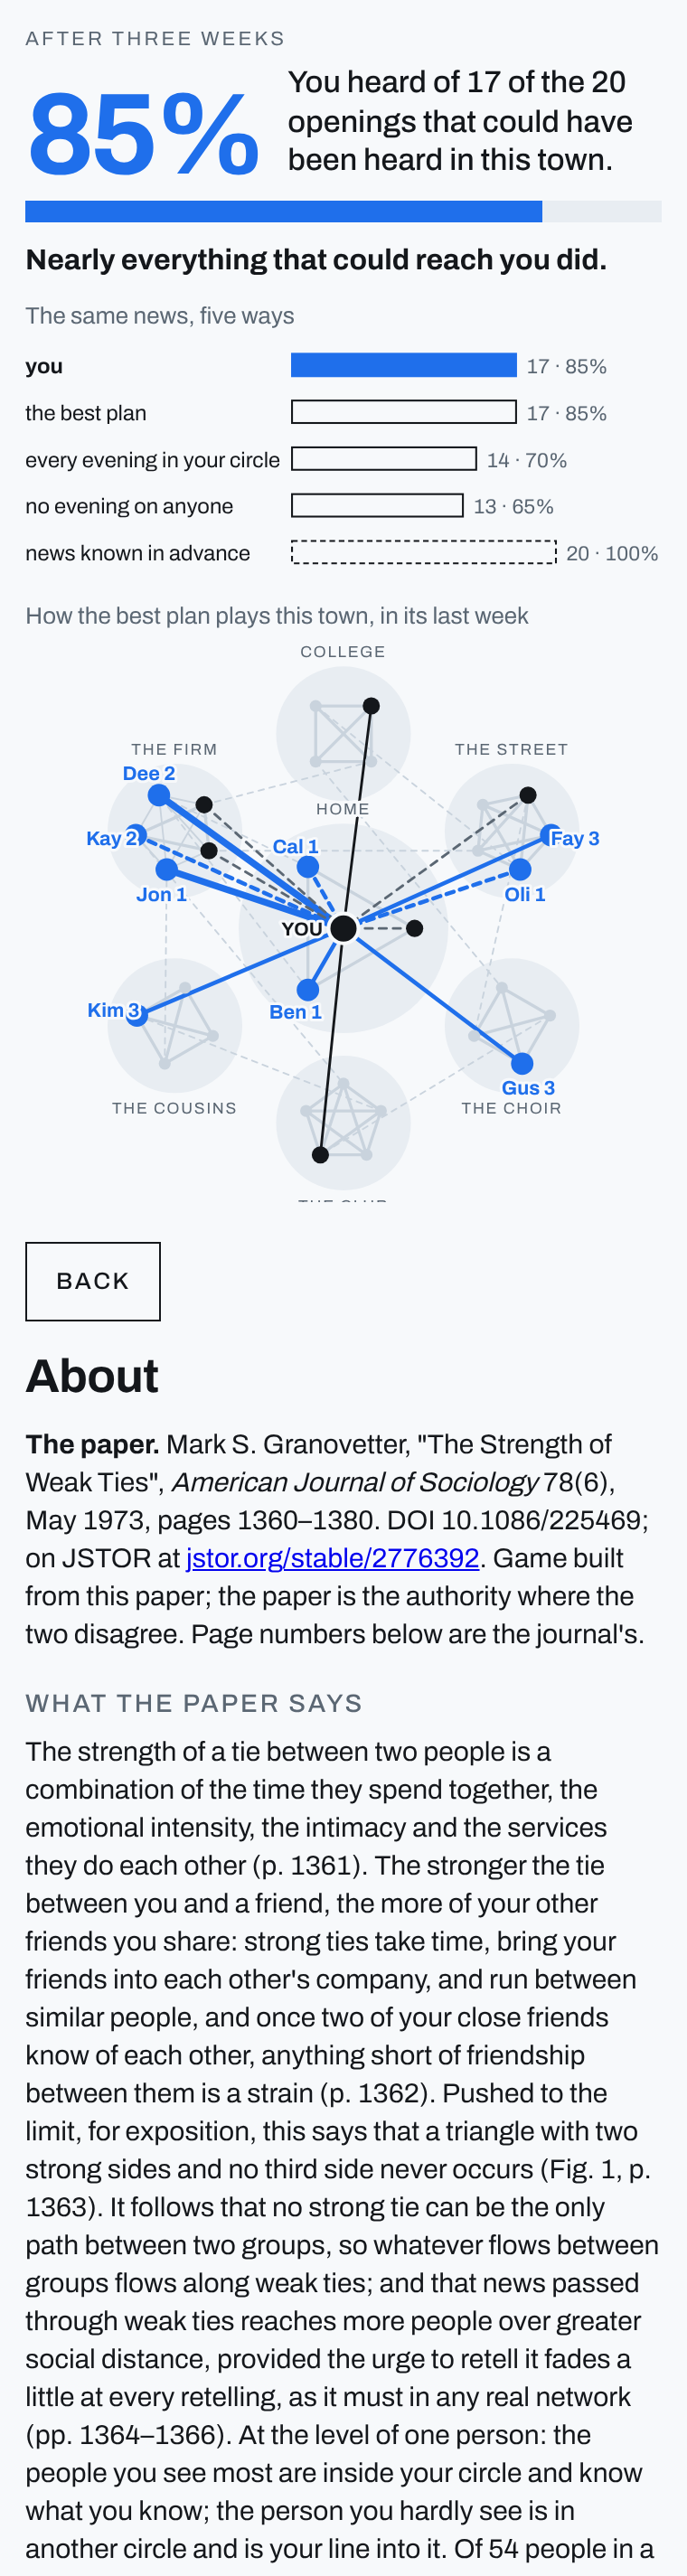 AFTER THREE WEEKS
85%
You heard of 17 of the 20
openings that could have
been heard in this town.
Nearly everything that could reach you did.
The same news, five ways
you 17 · 85%
the best plan 17 · 85%
every evening in your circle 14 · 70%
no evening on anyone 13 · 65%
news known in advance 20 · 100%
How the best plan plays this town, in its last week
COLLEGE
THE FIRM
THE STREET
Dee 2
HOME
Kay 2
Cal 1
Fay 3
Jon 1
Oli 1
YOU
Kim 3
Ben 1
Gus 3
THE COUSINS
THE CHOIR
BACK
About
The paper. Mark S. Granovetter, "The Strength of
Weak Ties", American Journal of Sociology 78(6),
May 1973, pages 1360–1380. DOI 10.1086/225469;
on JSTOR at jstor.org/stable/2776392. Game built
from this paper; the paper is the authority where the
two disagree. Page numbers below are the journal's.
WHAT THE PAPER SAYS
The strength of a tie between two people is a
combination of the time they spend together, the
emotional intensity, the intimacy and the services
they do each other (p. 1361). The stronger the tie
between you and a friend, the more of your other
friends you share: strong ties take time, bring your
friends into each other's company, and run between
similar people, and once two of your close friends
know of each other, anything short of friendship
between them is a strain (p. 1362). Pushed to the
limit, for exposition, this says that a triangle with two
strong sides and no third side never occurs (Fig. 1, p.
1363). It follows that no strong tie can be the only
path between two groups, so whatever flows between
groups flows along weak ties; and that news passed
through weak ties reaches more people over greater
social distance, provided the urge to retell it fades a
little at every retelling, as it must in any real network
(pp. 1364–1366). At the level of one person: the
people you see most are inside your circle and know
what you know; the person you hardly see is in
another circle and is your line into it. Of 54 people in a